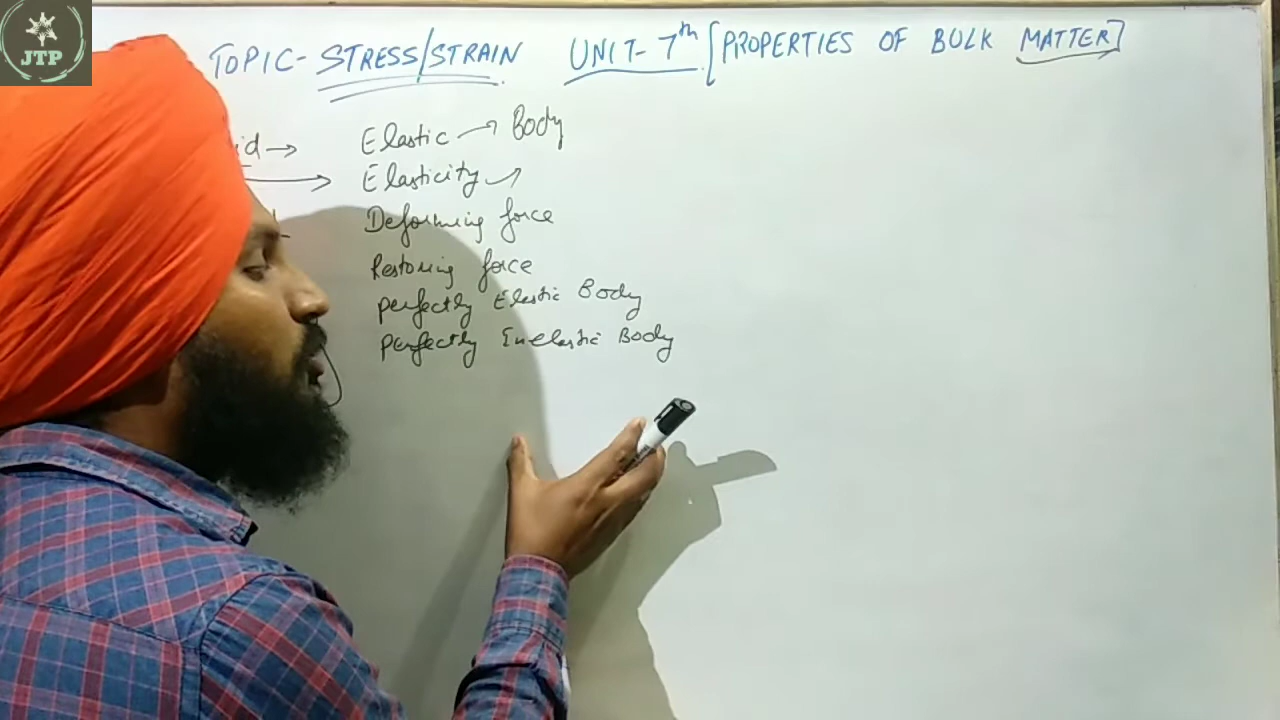 JTP
TOPIC- STRESS/STRAIN UNIT- 7th [PROPERTIES OF BULK MATTER]
Elastic → Body
Elasticity
Deforming force
Restoring force
Perfectly Elastic Body
Perfectly Inelastic Body